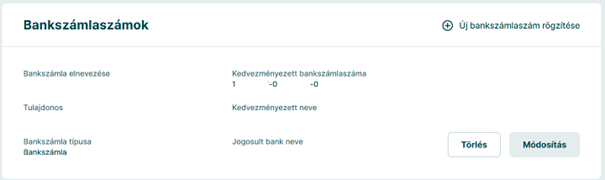 Bankszámlaszámok
Új bankszámlaszám rögzítése
Bankszámla elnevezése
Kedvezményezett bankszámlaszáma
1 -0 -0
Tulajdonos
Kedvezményezett neve
Bankszámla típusa
Jogosult bank neve
Bankszámla
Törlés
Módosítás